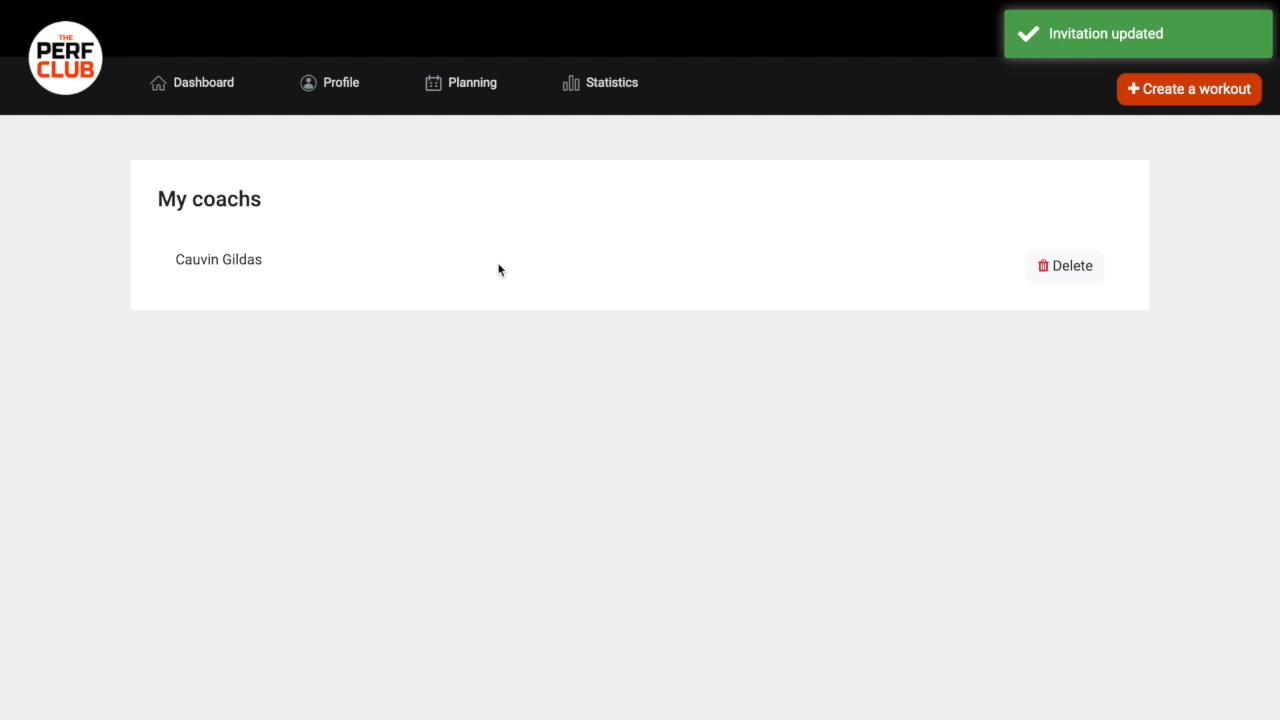 THE
PERF
CLUB
Invitation updated
Dashboard
Profile
Planning
Statistics
Create a workout
My coachs
Cauvin Gildas
Delete